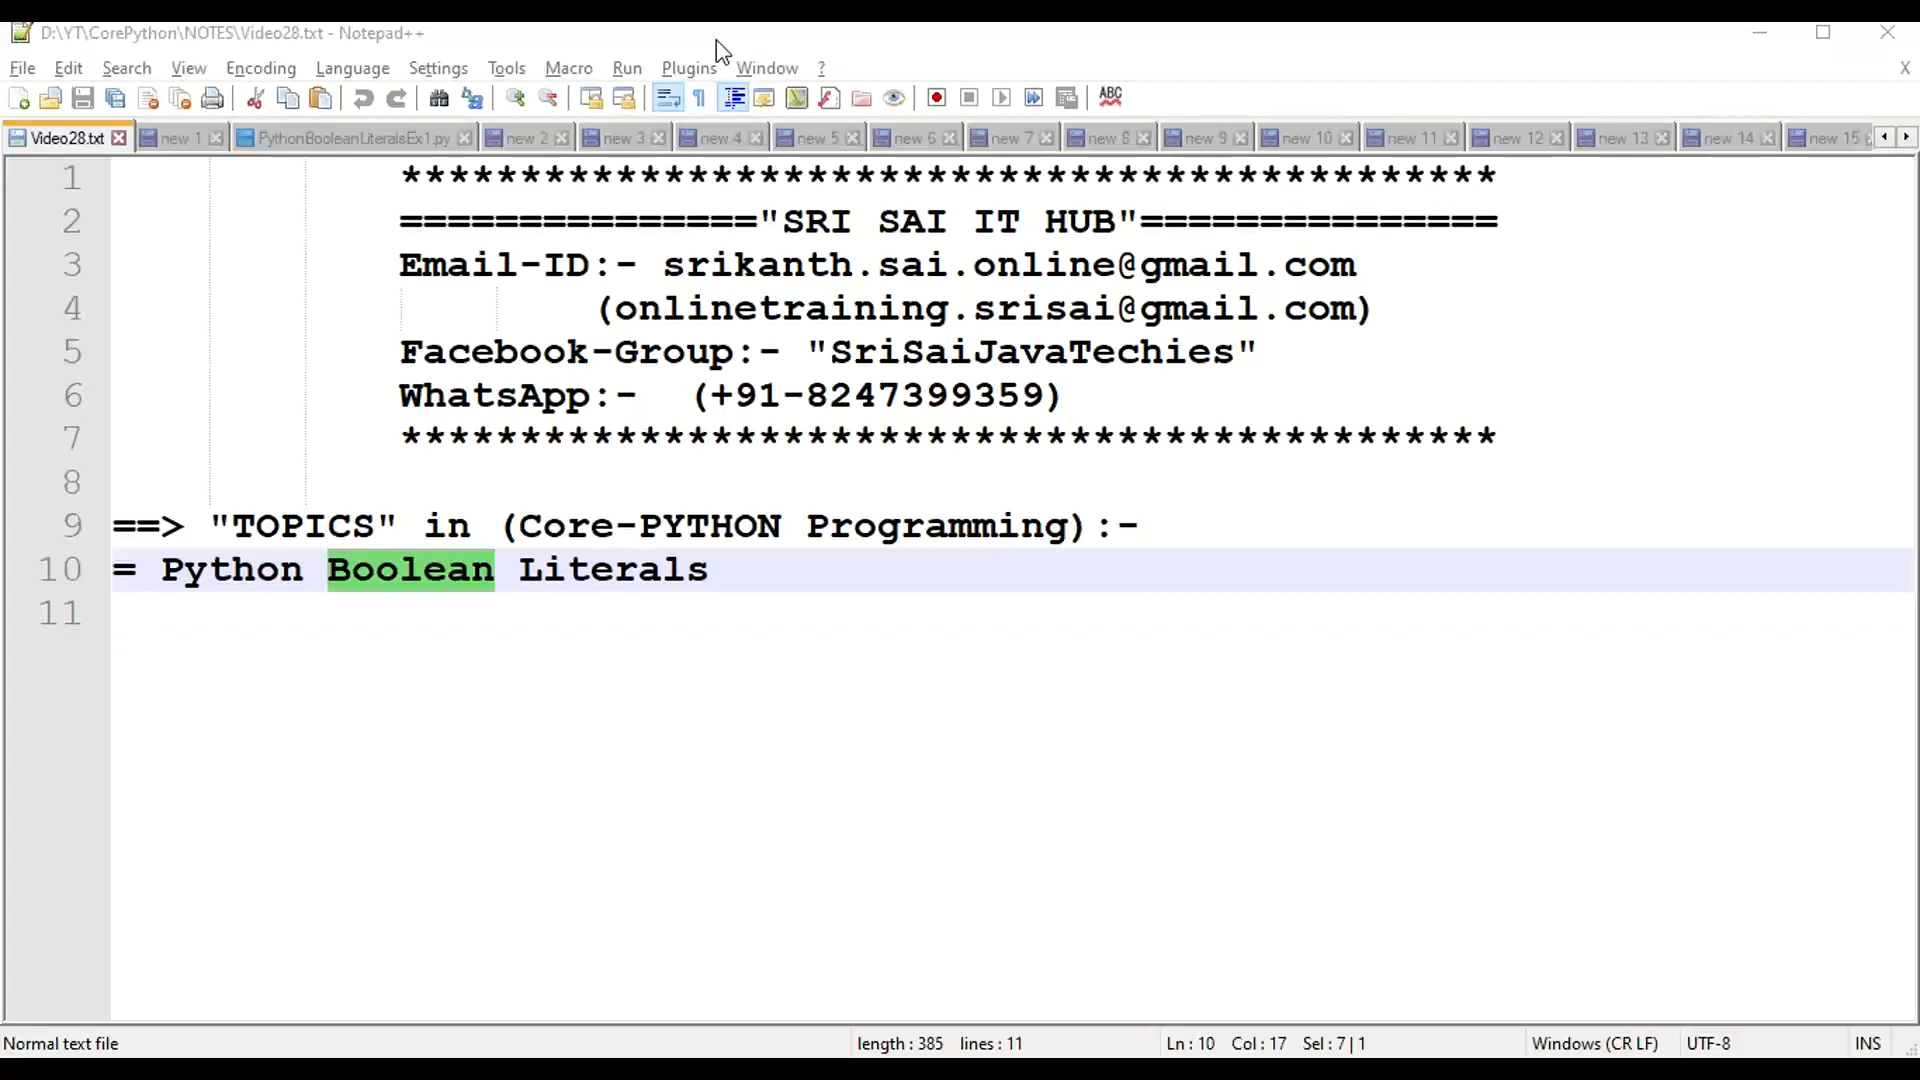 D:\YT\CorePython\NOTES\Video28.txt - Notepad++
File Edit Search View Encoding Language Settings Tools Macro Run Plugins Window ?
X
ABC
Video28.txt new 1 PythonBooleanLiteralsEx1.py new 2 new 3 new 4 new 5 new 6 new 7 new 8 new 9 new 10 new 11 new 12 new 13 new 14 new 15
1 **********************************************
2 ==============="SRI SAI IT HUB"===============
3 Email-ID:- srikanth.sai.online@gmail.com
4 (onlinetraining.srisai@gmail.com)
5 Facebook-Group:- "SriSaiJavaTechies"
6 WhatsApp:- (+91-8247399359)
7 **********************************************
8
9 ==> "TOPICS" in (Core-PYTHON Programming):-
10 = Python Boolean Literals
11
Normal text file length : 385 lines : 11 Ln : 10 Col : 17 Sel : 7 | 1 Windows (CR LF) UTF-8 INS